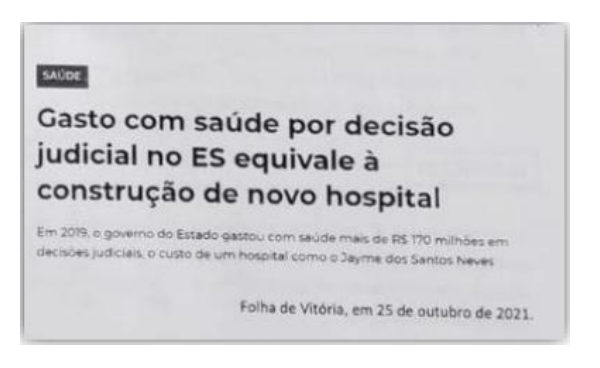 SAÚDE
Gasto com saúde por decisão
judicial no ES equivale à
construção de novo hospital
Em 2019, o governo do Estado gastou com saúde mais de R$ 170 milhões em
decisões judiciais, o custo de um hospital como o Jayme dos Santos Neves
Folha de Vitória, em 25 de outubro de 2021.